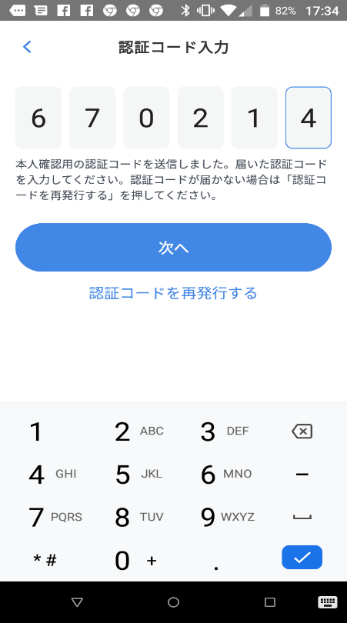 82% 17:34
認証コード入力
6 7 0 2 1 4
本人確認用の認証コードを送信しました。届いた認証コード
を入力してください。認証コードが届かない場合は「認証コ
ードを再発行する」を押してください。
次へ
認証コードを再発行する
1 2 ABC 3 DEF
4 GHI 5 JKL 6 MNO –
7 PQRS 8 TUV 9 WXYZ
* # 0 + .